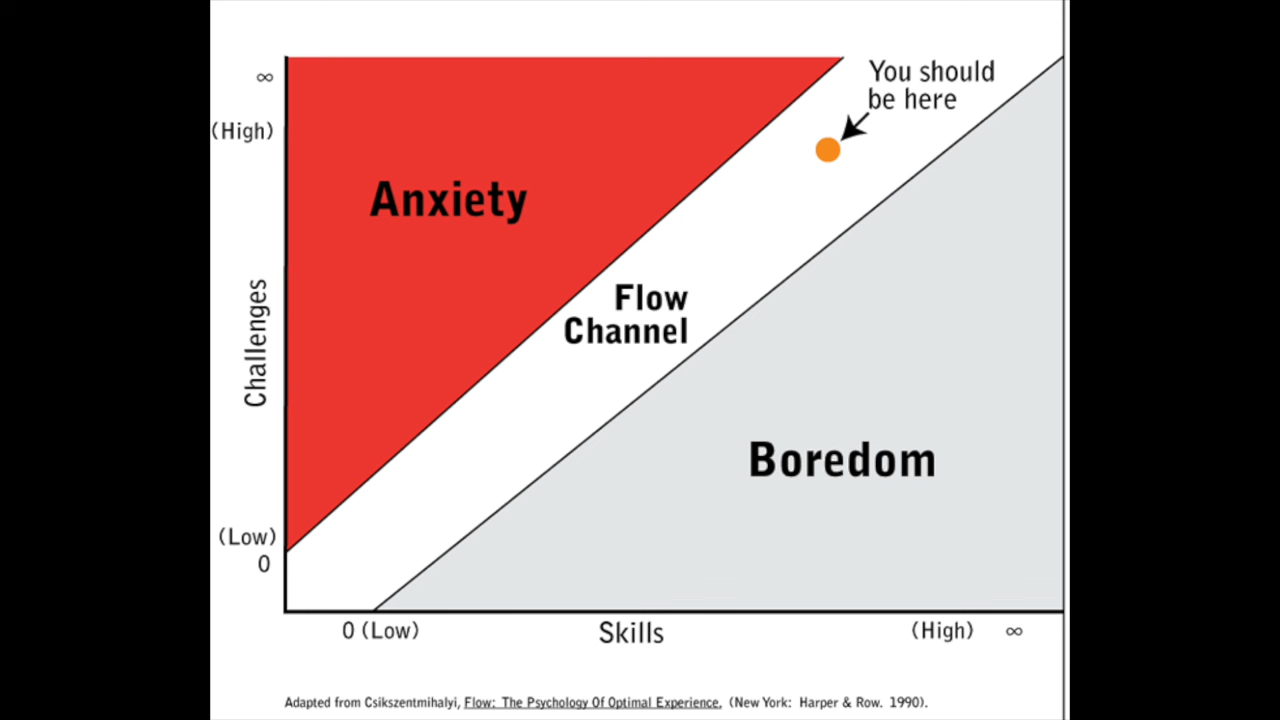 ∞
You should
be here
(High)
Anxiety
Flow
Channel
Challenges
Boredom
(Low)
0
0 (Low)
Skills
(High)
∞
Adapted from Csikszentmihalyi, Flow: The Psychology Of Optimal Experience, (New York: Harper & Row. 1990).